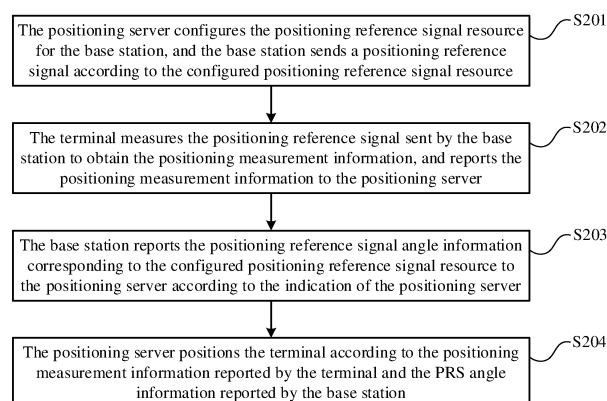 The positioning server configures the positioning reference signal resource
for the base station, and the base station sends a positioning reference
signal according to the configured positioning reference signal resource
S201
The terminal measures the positioning reference signal sent by the base
station to obtain the positioning measurement information, and reports the
positioning measurement information to the positioning server
S202
The base station reports the positioning reference signal angle information
corresponding to the configured positioning reference signal resource to
the positioning server according to the indication of the positioning server
S203
The positioning server positions the terminal according to the positioning
measurement information reported by the terminal and the PRS angle
information reported by the base station
S204